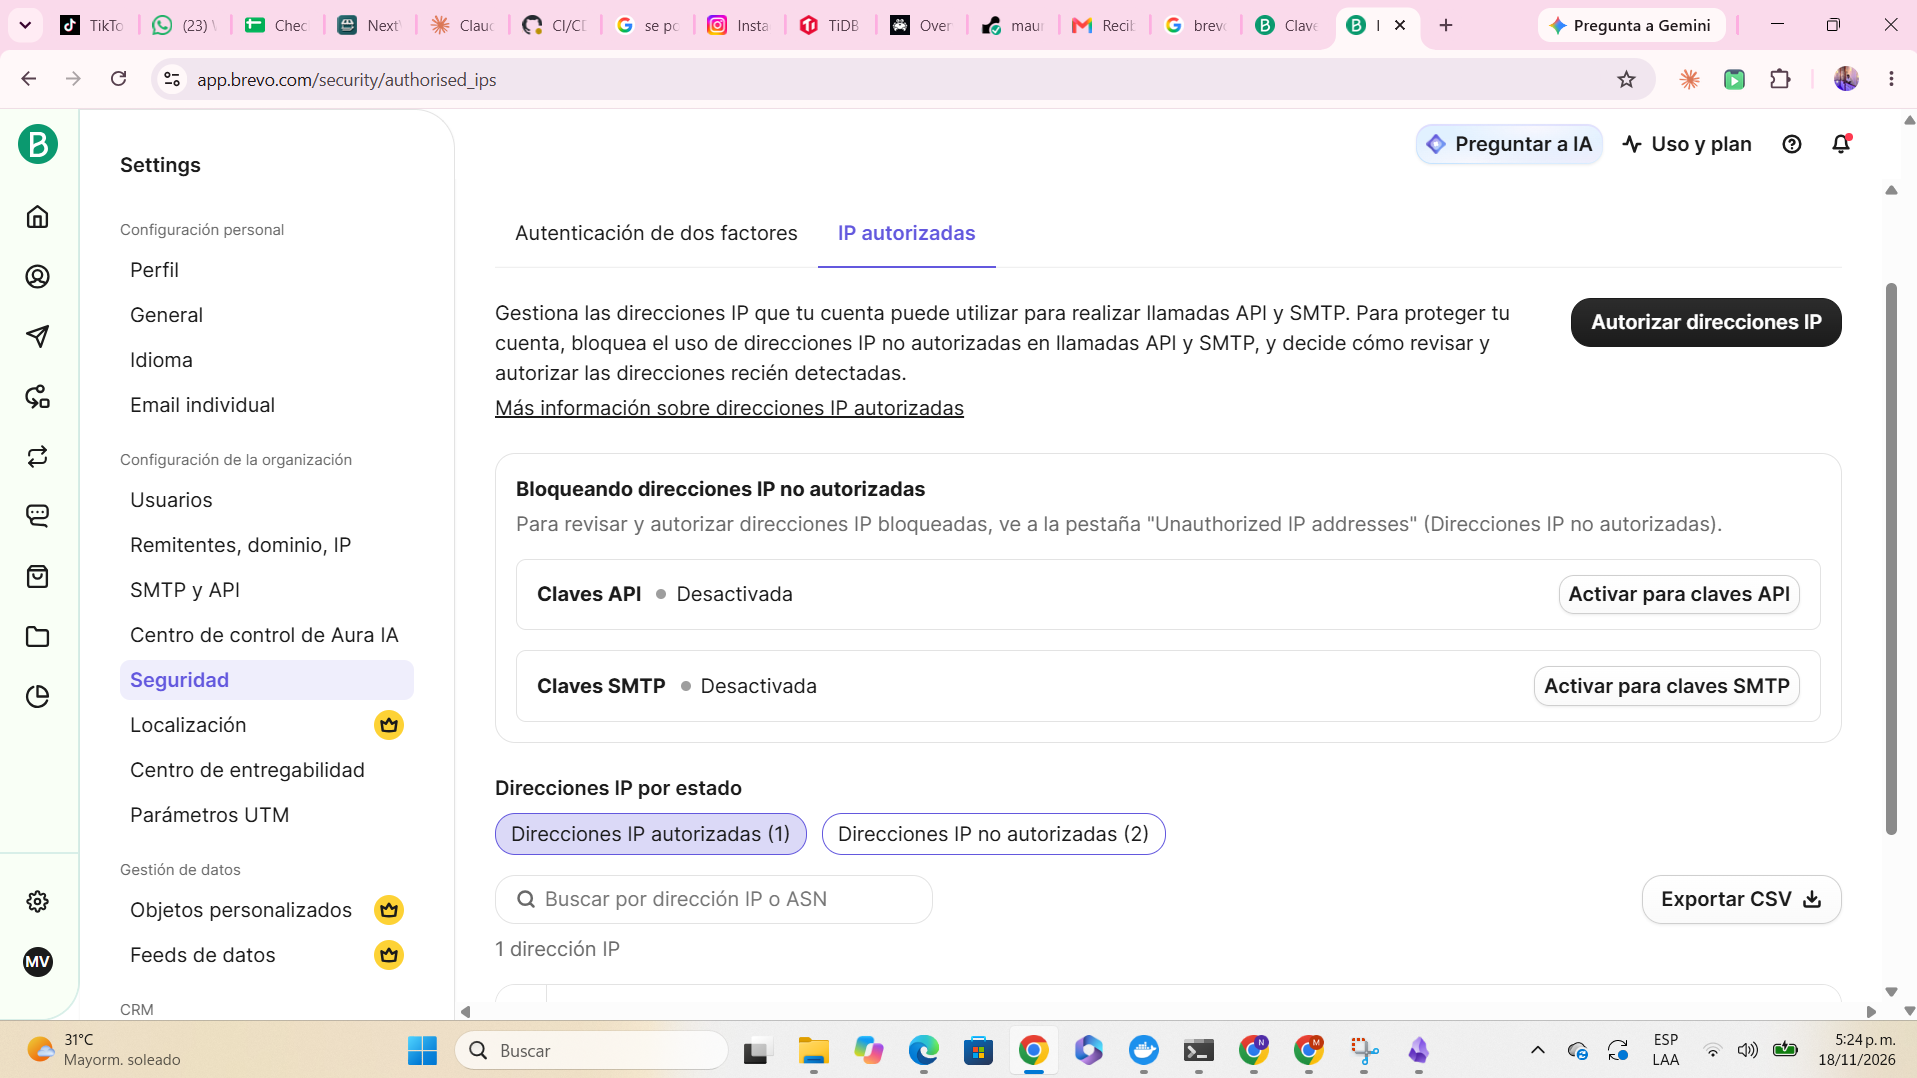 TikTo
(23) W
Chec
Next
Claud
CI/CD
se po
Insta
TiDB
Over
maur
Recib
brevo
Clave
I
Pregunta a Gemini
app.brevo.com/security/authorised_ips
B
Preguntar a IA
Uso y plan
Settings
Configuración personal
Perfil
General
Idioma
Email individual
Configuración de la organización
Usuarios
Remitentes, dominio, IP
SMTP y API
Centro de control de Aura IA
Seguridad
Localización
Centro de entregabilidad
Parámetros UTM
Gestión de datos
Objetos personalizados
Feeds de datos
CRM
MV
Autenticación de dos factores
IP autorizadas
Gestiona las direcciones IP que tu cuenta puede utilizar para realizar llamadas API y SMTP. Para proteger tu
cuenta, bloquea el uso de direcciones IP no autorizadas en llamadas API y SMTP, y decide cómo revisar y
autorizar las direcciones recién detectadas.
Más información sobre direcciones IP autorizadas
Autorizar direcciones IP
Bloqueando direcciones IP no autorizadas
Para revisar y autorizar direcciones IP bloqueadas, ve a la pestaña "Unauthorized IP addresses" (Direcciones IP no autorizadas).
Claves API
Desactivada
Activar para claves API
Claves SMTP
Desactivada
Activar para claves SMTP
Direcciones IP por estado
Direcciones IP autorizadas (1)
Direcciones IP no autorizadas (2)
Buscar por dirección IP o ASN
Exportar CSV
1 dirección IP
31°C
Mayorm. soleado
Buscar
ESP
LAA
5:24 p. m.
18/11/2026